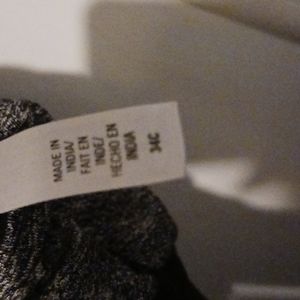 MADE IN
INDIA/
FAIT EN
INDE/
HECHO EN
INDIA
34C